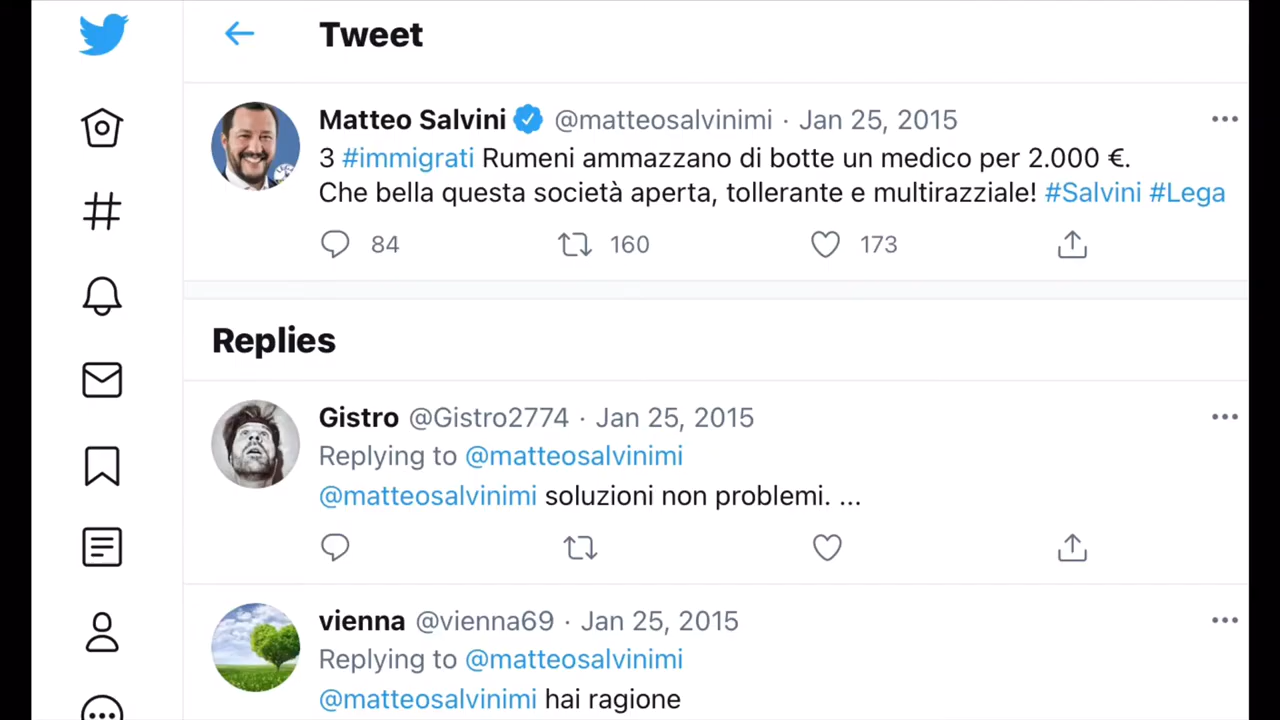 Tweet
Matteo Salvini @matteosalvinimi · Jan 25, 2015
3 #immigrati Rumeni ammazzano di botte un medico per 2.000 €.
Che bella questa società aperta, tollerante e multirazziale! #Salvini #Lega
84 160 173
Replies
Gistro @Gistro2774 · Jan 25, 2015
Replying to @matteosalvinimi
@matteosalvinimi soluzioni non problemi. ...
vienna @vienna69 · Jan 25, 2015
Replying to @matteosalvinimi
@matteosalvinimi hai ragione